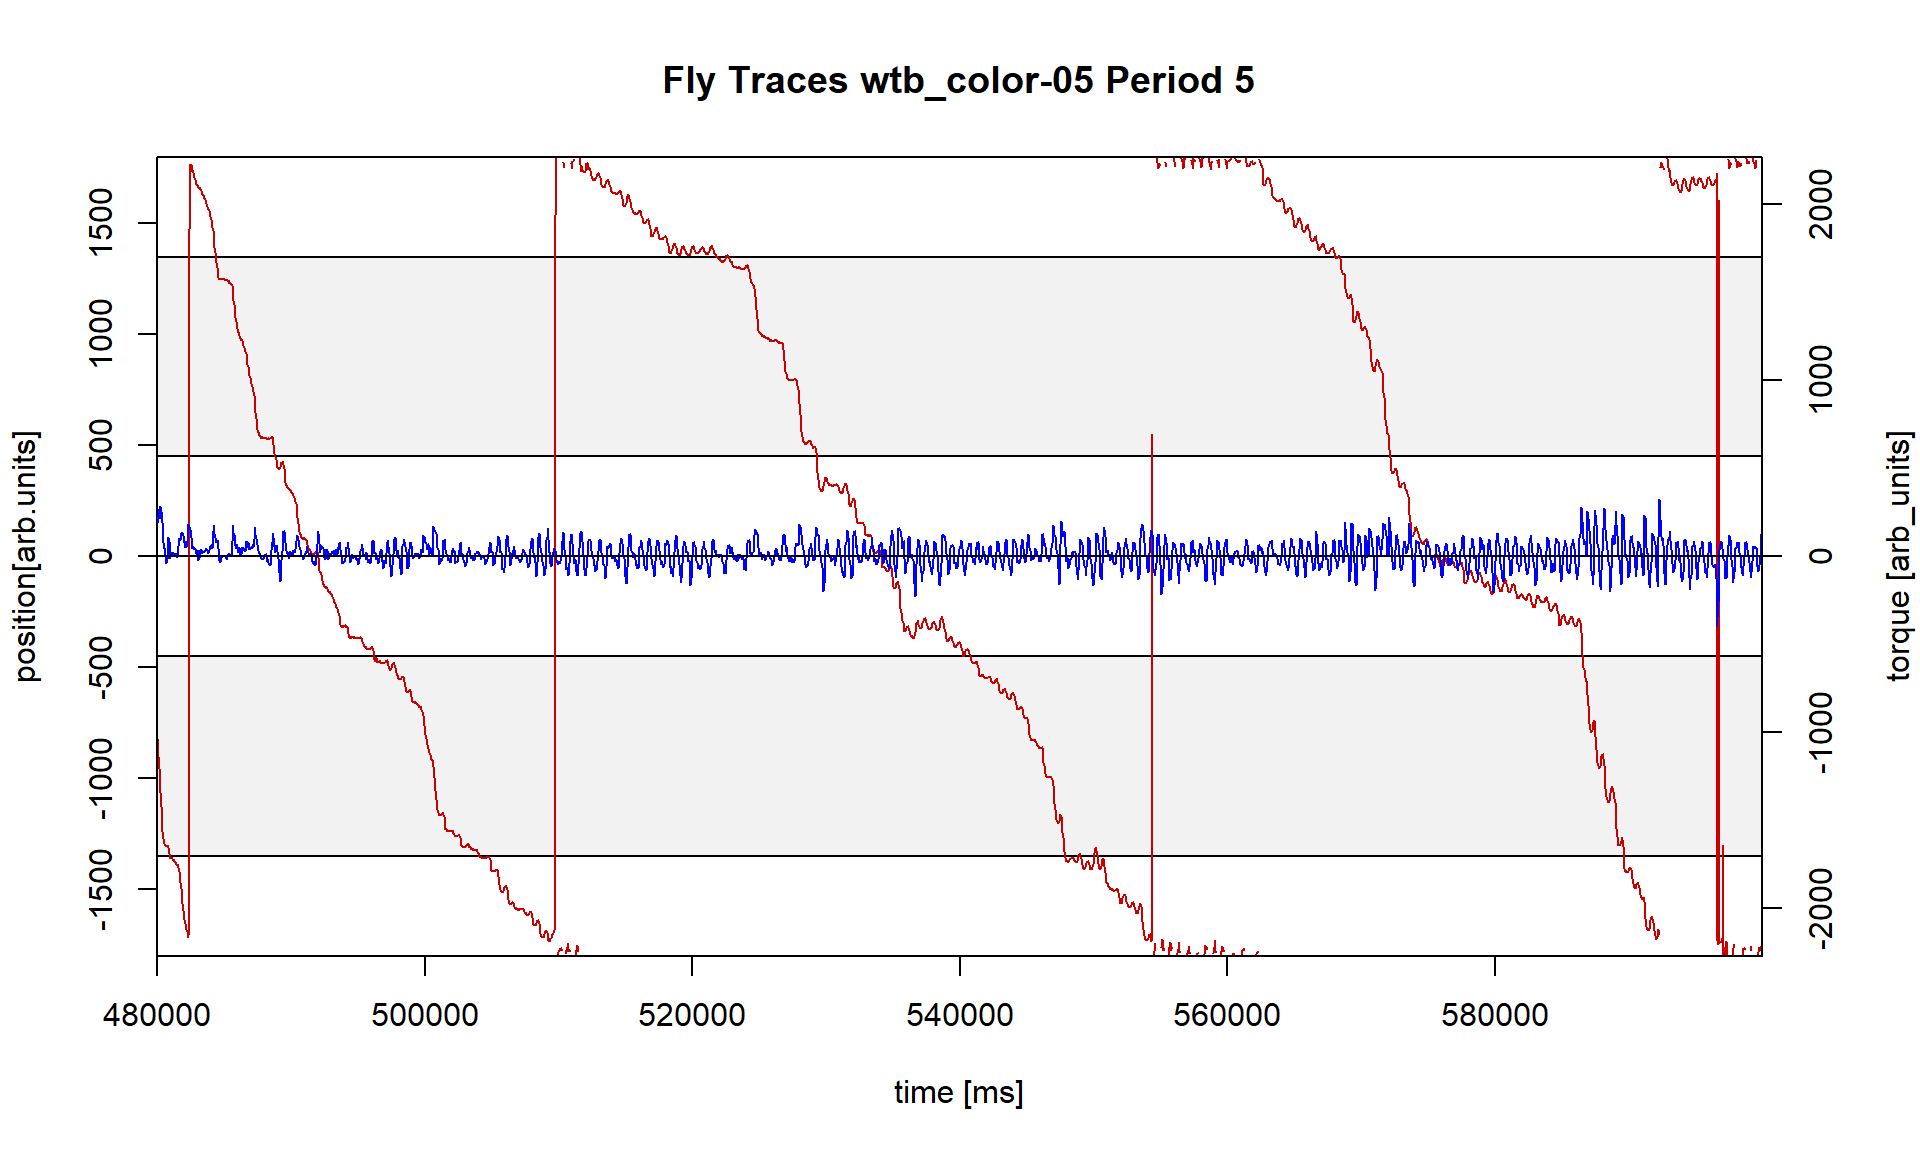 Fly Traces wtb_color-05 Period 5
position[arb.units]
1500
1000
500
0
-500
-1000
-1500
2000
1000
0
-1000
-2000
torque [arb_units]
480000 500000 520000 540000 560000 580000
time [ms]